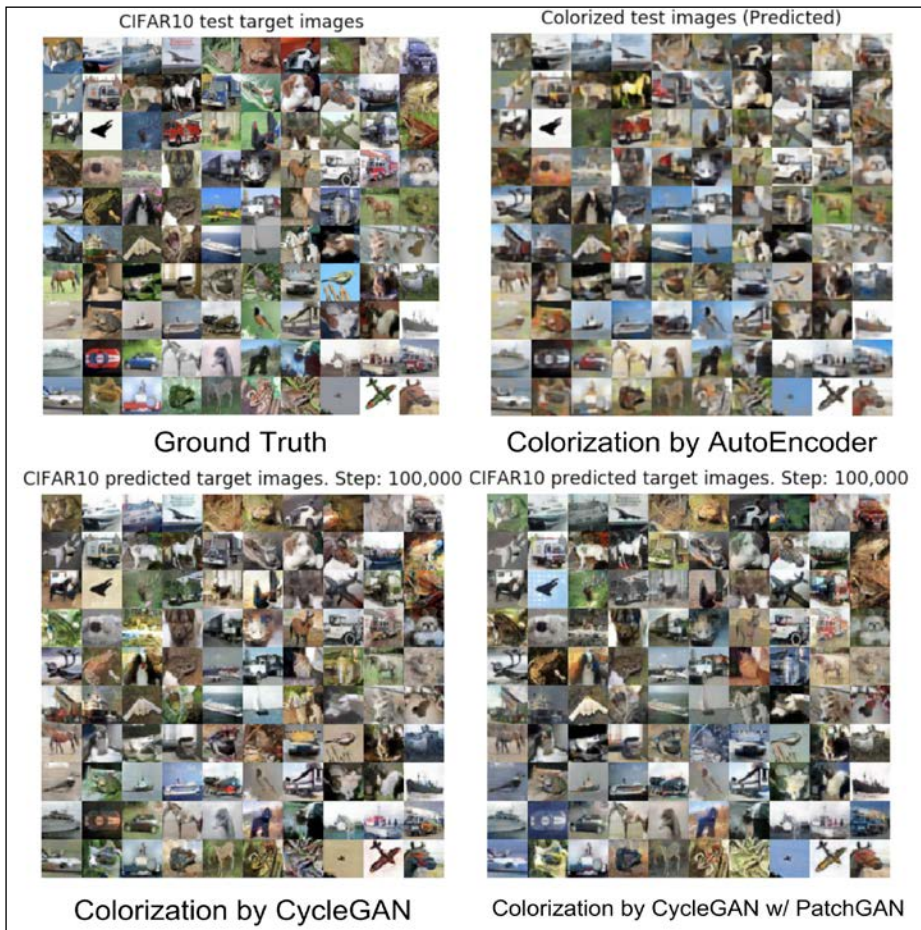 CIFAR10 test target images
Colorized test images (Predicted)
Ground Truth
Colorization by AutoEncoder
CIFAR10 predicted target images. Step: 100,000
CIFAR10 predicted target images. Step: 100,000
Colorization by CycleGAN
Colorization by CycleGAN w/ PatchGAN